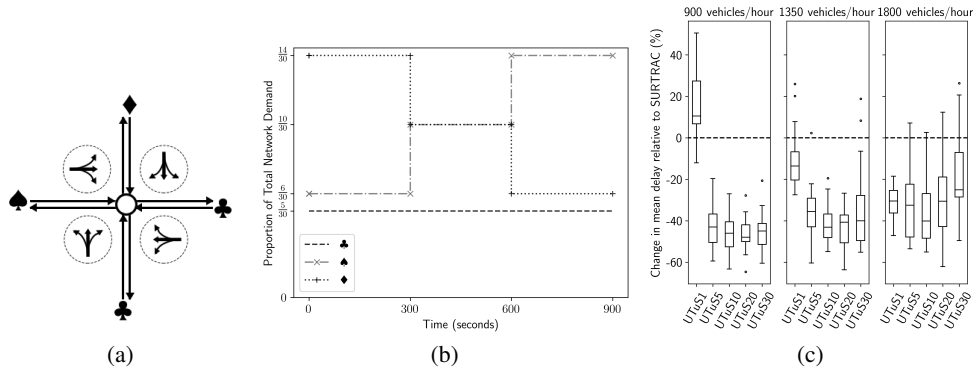 900 vehicles/hour 1350 vehicles/hour 1800 vehicles/hour
Change in mean delay relative to SURTRAC (%)
40
20
0
-20
-40
-60
UTuS1 UTuS5 UTuS10 UTuS20 UTuS30
UTuS1 UTuS5 UTuS10 UTuS20 UTuS30
UTuS1 UTuS5 UTuS10 UTuS20 UTuS30
Proportion of Total Network Demand
14/30
10/30
6/30
5/30
0
♣
♠
♦
0 300 600 900
Time (seconds)
♦
♠ ♣
♣
(a) (b) (c)